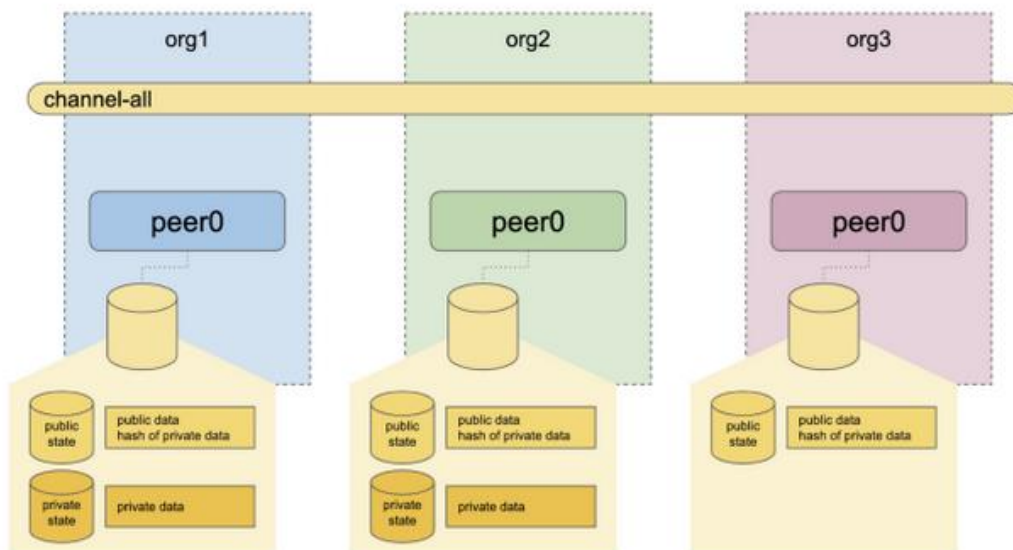 org1
org2
org3
channel-all
peer0
peer0
peer0
public
state
public data
hash of private data
private
state
private data
public
state
public data
hash of private data
private
state
private data
public
state
public data
hash of private data